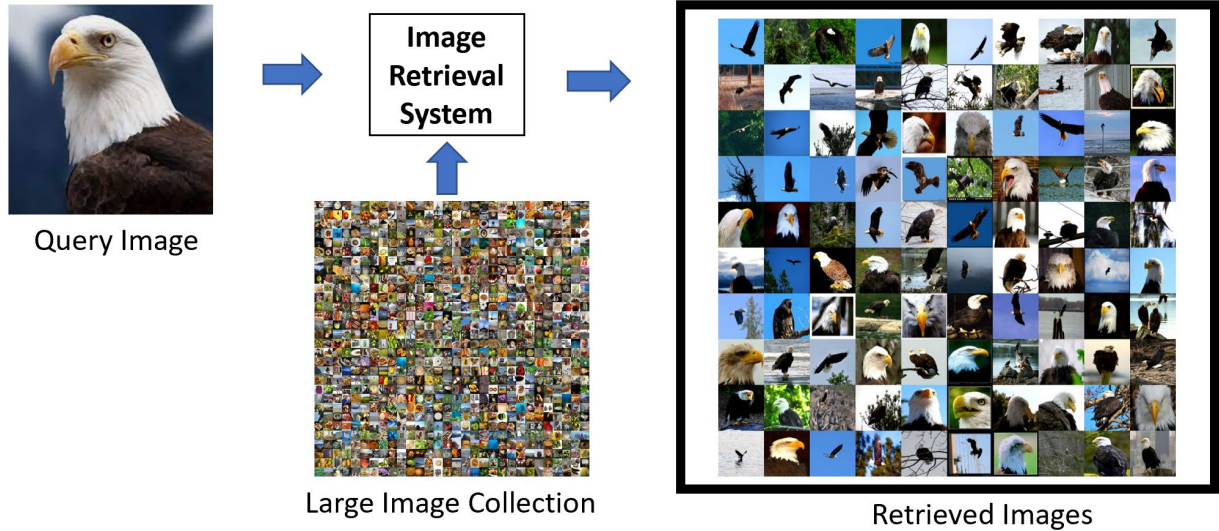 Image
Retrieval
System
Query Image
Large Image Collection
Retrieved Images